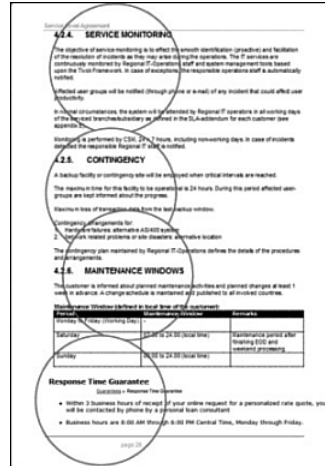 Service Level Agreement
4.2.4. SERVICE MONITORING
The objective of service monitoring is to effect the smooth identification (proactive) and facilitation
of the resolution of incidents as they may arise during the operations. The IT services are
continuously monitored by Regional IT-Operations staff and system management tools based
upon the Tivoli Framework. In case of exceptions, the responsible operations staff is automatically
notified.
Affected user groups will be notified (through phone or e-mail) of any incident that could affect user
productivity.
In normal circumstances, the system will be attended by Regional IT operators in all working days
of the serviced branches/subsidiary as defined in the SLA-addendum for each customer (see
appendix
Monitoring is performed by CSM, 24 x 7 hours, including non-working days. In case of incidents
detected the responsible Regional IT staff is notified.
4.2.5. CONTINGENCY
A backup facility or contingency site will be employed when critical intervals are reached.
The maximum time for this facility to be operational is 24 hours. During this period affected user-
groups are kept informed about the progress.
Maximum loss of transaction data from the last backup window.
Contingency arrangements for:
1. Hardware failures: alternative AS/400 system
2. Network related problems or site disasters: alternative location
The contingency plan maintained by Regional IT-Operations defines the details of the procedures
and arrangements.
4.2.6. MAINTENANCE WINDOWS
The customer is informed about planned maintenance activities and planned changes at least 1
week in advance. A change schedule is maintained and published to all involved countries.
Maintenance Window (defined in local time of the customer):
Period Maintenance Window Remarks
Monday to Friday (Working Day) -
Saturday 00 to 24.00 (local time) Maintenance period after
finishing EOD and
weekend processing
Sunday 00.00 to 24.00 (local time)
Response Time Guarantee
Guarantees » Response Time Guarantee
• Within 3 business hours of receipt of your online request for a personalized rate quote, you
will be contacted by phone by a personal loan consultant
• Business hours are 8:00 AM through 8:00 PM Central Time, Monday through Friday.
page 28